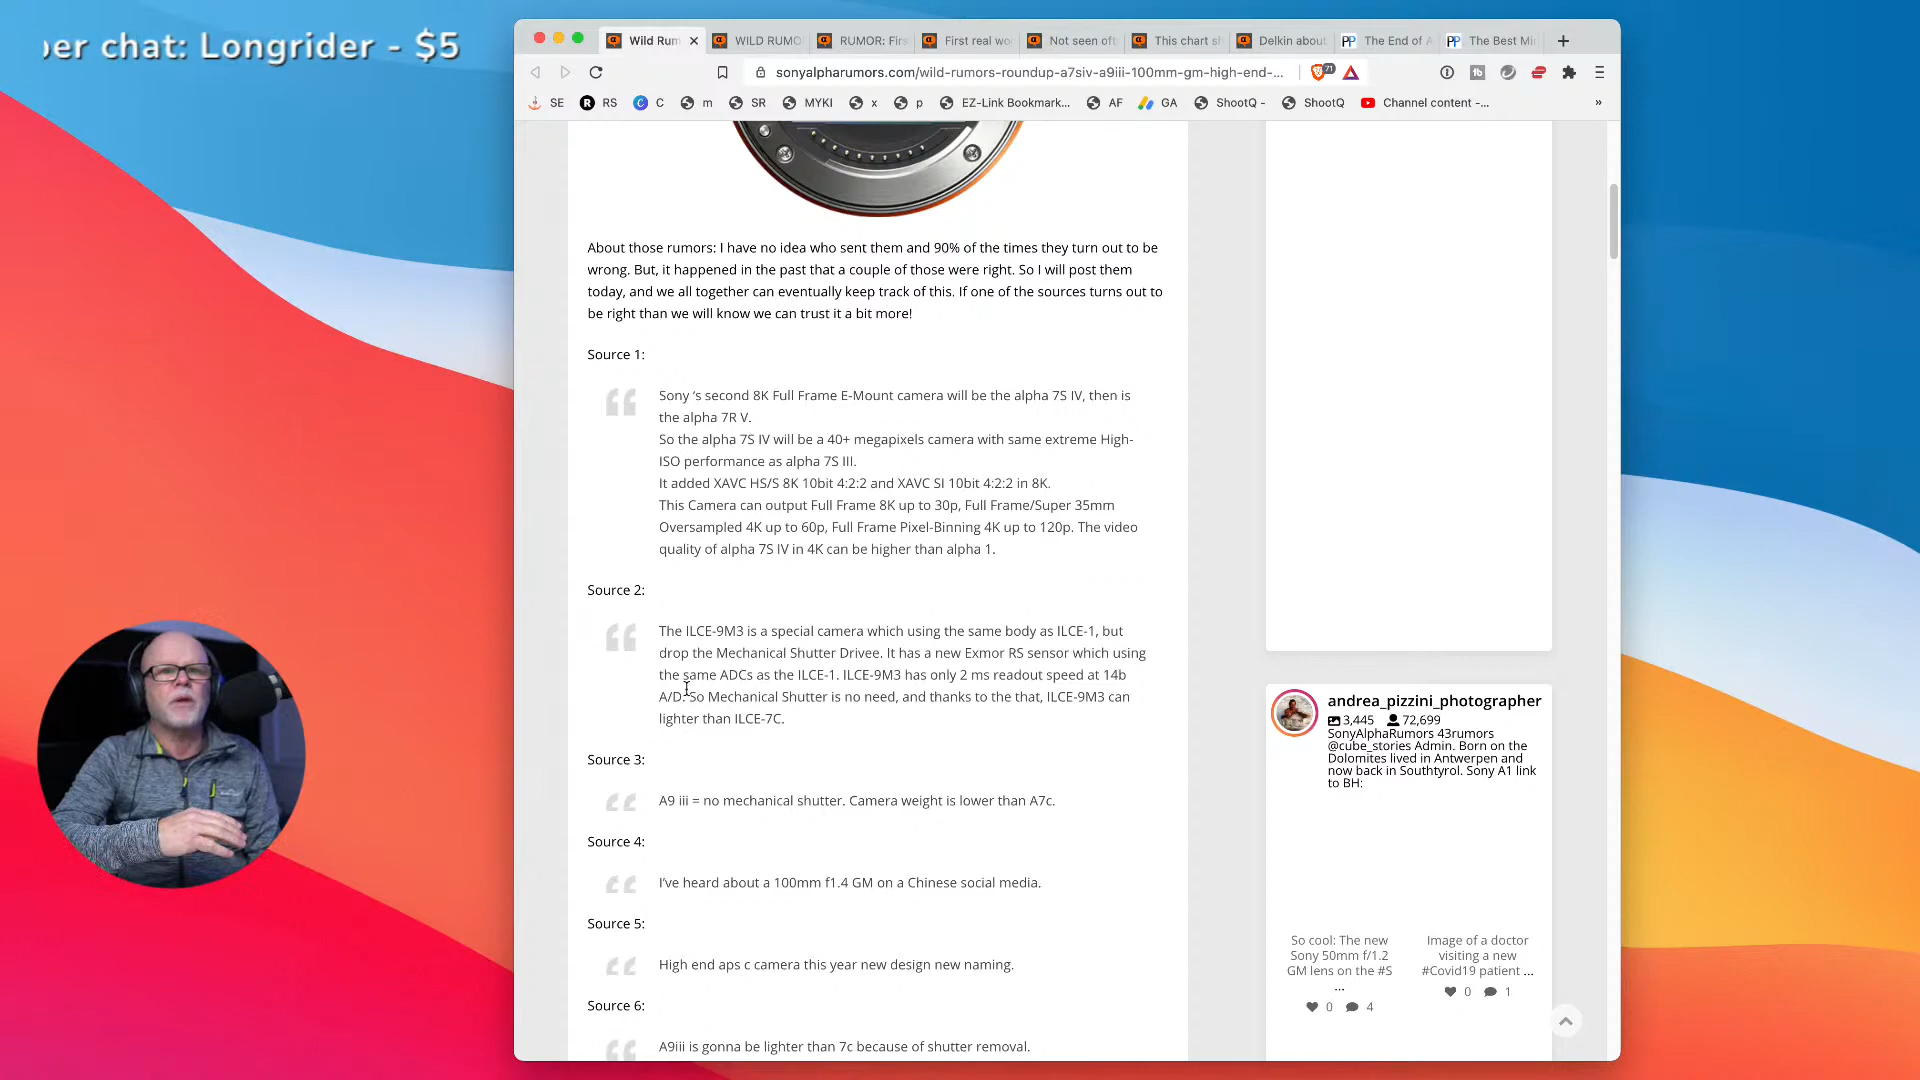 per chat: Longrider - $5
Wild Rum
WILD RUMO
RUMOR: Firs
First real wo
Not seen oft
This chart sh
Delkin about
PP The End of A
PP The Best Mi
sonyalpharumors.com/wild-rumors-roundup-a7siv-a9iii-100mm-gm-high-end-...
71
SE RS C m SR MYKI x p EZ-Link Bookmark... AF GA ShootQ - ShootQ Channel content -... »
About those rumors: I have no idea who sent them and 90% of the times they turn out to be
wrong. But, it happened in the past that a couple of those were right. So I will post them
today, and we all together can eventually keep track of this. If one of the sources turns out to
be right than we will know we can trust it a bit more!
Source 1:
Sony ‘s second 8K Full Frame E-Mount camera will be the alpha 7S IV, then is
the alpha 7R V.
So the alpha 7S IV will be a 40+ megapixels camera with same extreme High-
ISO performance as alpha 7S III.
It added XAVC HS/S 8K 10bit 4:2:2 and XAVC SI 10bit 4:2:2 in 8K.
This Camera can output Full Frame 8K up to 30p, Full Frame/Super 35mm
Oversampled 4K up to 60p, Full Frame Pixel-Binning 4K up to 120p. The video
quality of alpha 7S IV in 4K can be higher than alpha 1.
Source 2:
The ILCE-9M3 is a special camera which using the same body as ILCE-1, but
drop the Mechanical Shutter Drivee. It has a new Exmor RS sensor which using
the same ADCs as the ILCE-1. ILCE-9M3 has only 2 ms readout speed at 14b
A/D. So Mechanical Shutter is no need, and thanks to the that, ILCE-9M3 can
lighter than ILCE-7C.
Source 3:
A9 iii = no mechanical shutter. Camera weight is lower than A7c.
Source 4:
I’ve heard about a 100mm f1.4 GM on a Chinese social media.
Source 5:
High end aps c camera this year new design new naming.
Source 6:
A9iii is gonna be lighter than 7c because of shutter removal.
andrea_pizzini_photographer
3,445 72,699
SonyAlphaRumors 43rumors
@cube_stories Admin. Born on the
Dolomites lived in Antwerpen and
now back in Southtyrol. Sony A1 link
to BH:
So cool: The new
Sony 50mm f/1.2
GM lens on the #S
...
0 4
Image of a doctor
visiting a new
#Covid19 patient ...
0 1